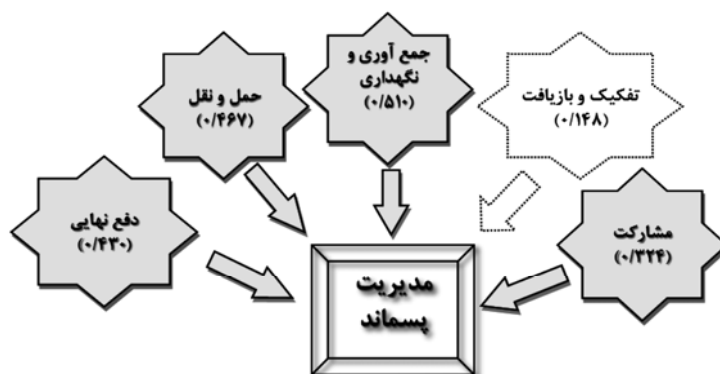 جمع آوری و
نگهداری
(۰/۵۱۰)
تفکیک و بازیافت
(۰/۱۴۸)
حمل و نقل
(۰/۴۶۷)
دفع نهایی
(۰/۴۳۰)
مشارکت
(۰/۳۲۴)
مدیریت
پسماند